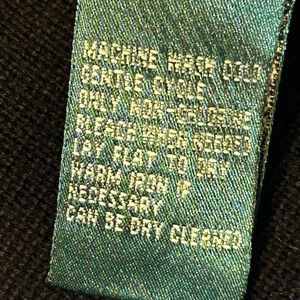 MACHINE WASH COLD
GENTLE CYCLE
ONLY NON-CHLORINE
BLEACH WHEN NEEDED
LAY FLAT TO DRY
WARM IRON IF
NECESSARY
CAN BE DRY CLEANED